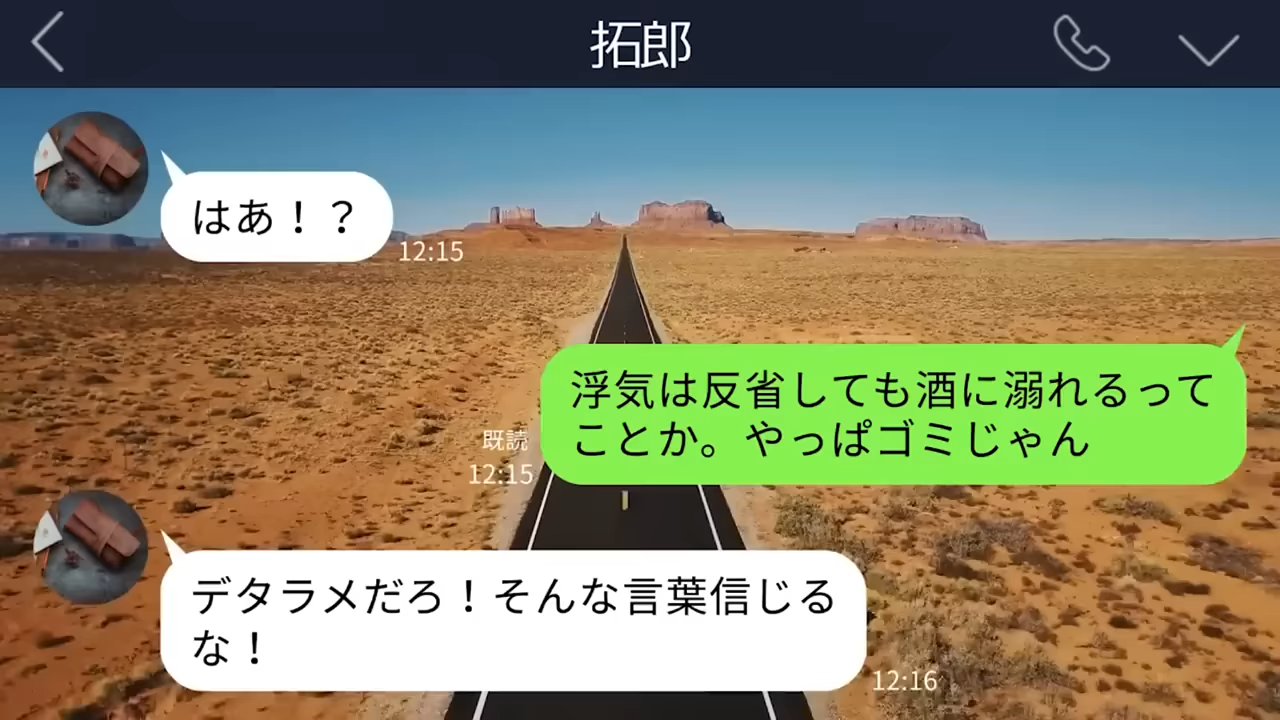 拓郎
はあ！？
12:15
浮気は反省しても酒に溺れるって
ことか。やっぱゴミじゃん
既読
12:15
デタラメだろ！そんな言葉信じる
な！
12:16